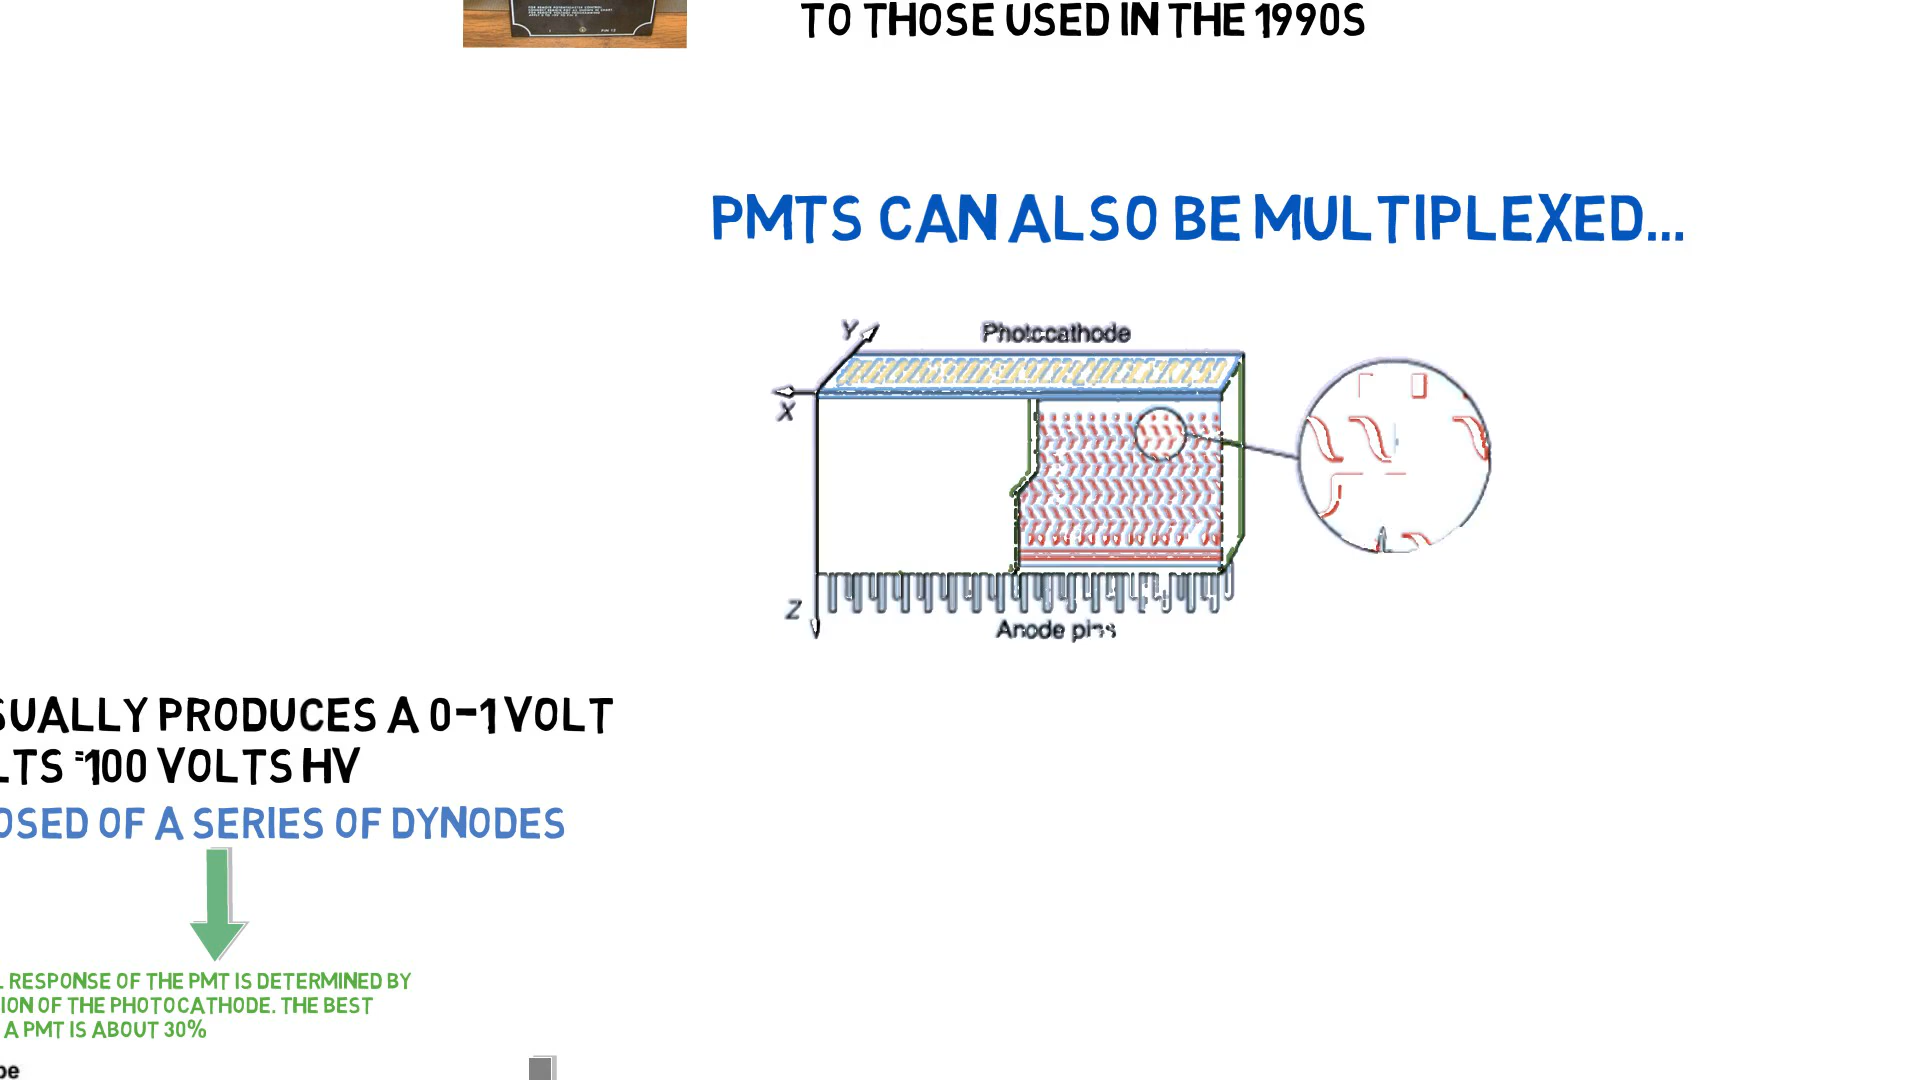 TO THOSE USED IN THE 1990S
PMTS CAN ALSO BE MULTIPLEXED...
Y
Photocathode
X
Z
Anode pins
SUALLY PRODUCES A 0-1 VOLT
LTS =100 VOLTS HV
OSED OF A SERIES OF DYNODES
L RESPONSE OF THE PMT IS DETERMINED BY
ION OF THE PHOTOCATHODE. THE BEST
A PMT IS ABOUT 30%
be